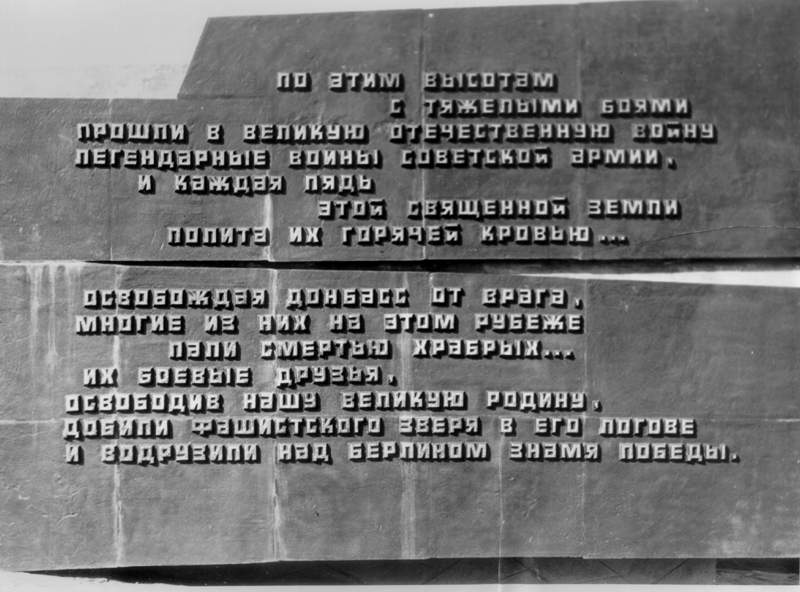 ПО ЭТИМ ВЫСОТАМ
С ТЯЖЕЛЫМИ БОЯМИ
ПРОШЛИ В ВЕЛИКУЮ ОТЕЧЕСТВЕННУЮ ВОЙНУ
ЛЕГЕНДАРНЫЕ ВОИНЫ СОВЕТСКОЙ АРМИИ,
И КАЖДАЯ ПЯДЬ
ЭТОЙ СВЯЩЕННОЙ ЗЕМЛИ
ПОЛИТА ИХ ГОРЯЧЕЙ КРОВЬЮ...
ОСВОБОЖДАЯ ДОНБАСС ОТ ВРАГА,
МНОГИЕ ИЗ НИХ НА ЭТОМ РУБЕЖЕ
ПАЛИ СМЕРТЬЮ ХРАБРЫХ...
ИХ БОЕВЫЕ ДРУЗЬЯ,
ОСВОБОДИВ НАШУ ВЕЛИКУЮ РОДИНУ,
ДОБИЛИ ФАШИСТСКОГО ЗВЕРЯ В ЕГО ЛОГОВЕ
И ВОДРУЗИЛИ НАД БЕРЛИНОМ ЗНАМЯ ПОБЕДЫ.